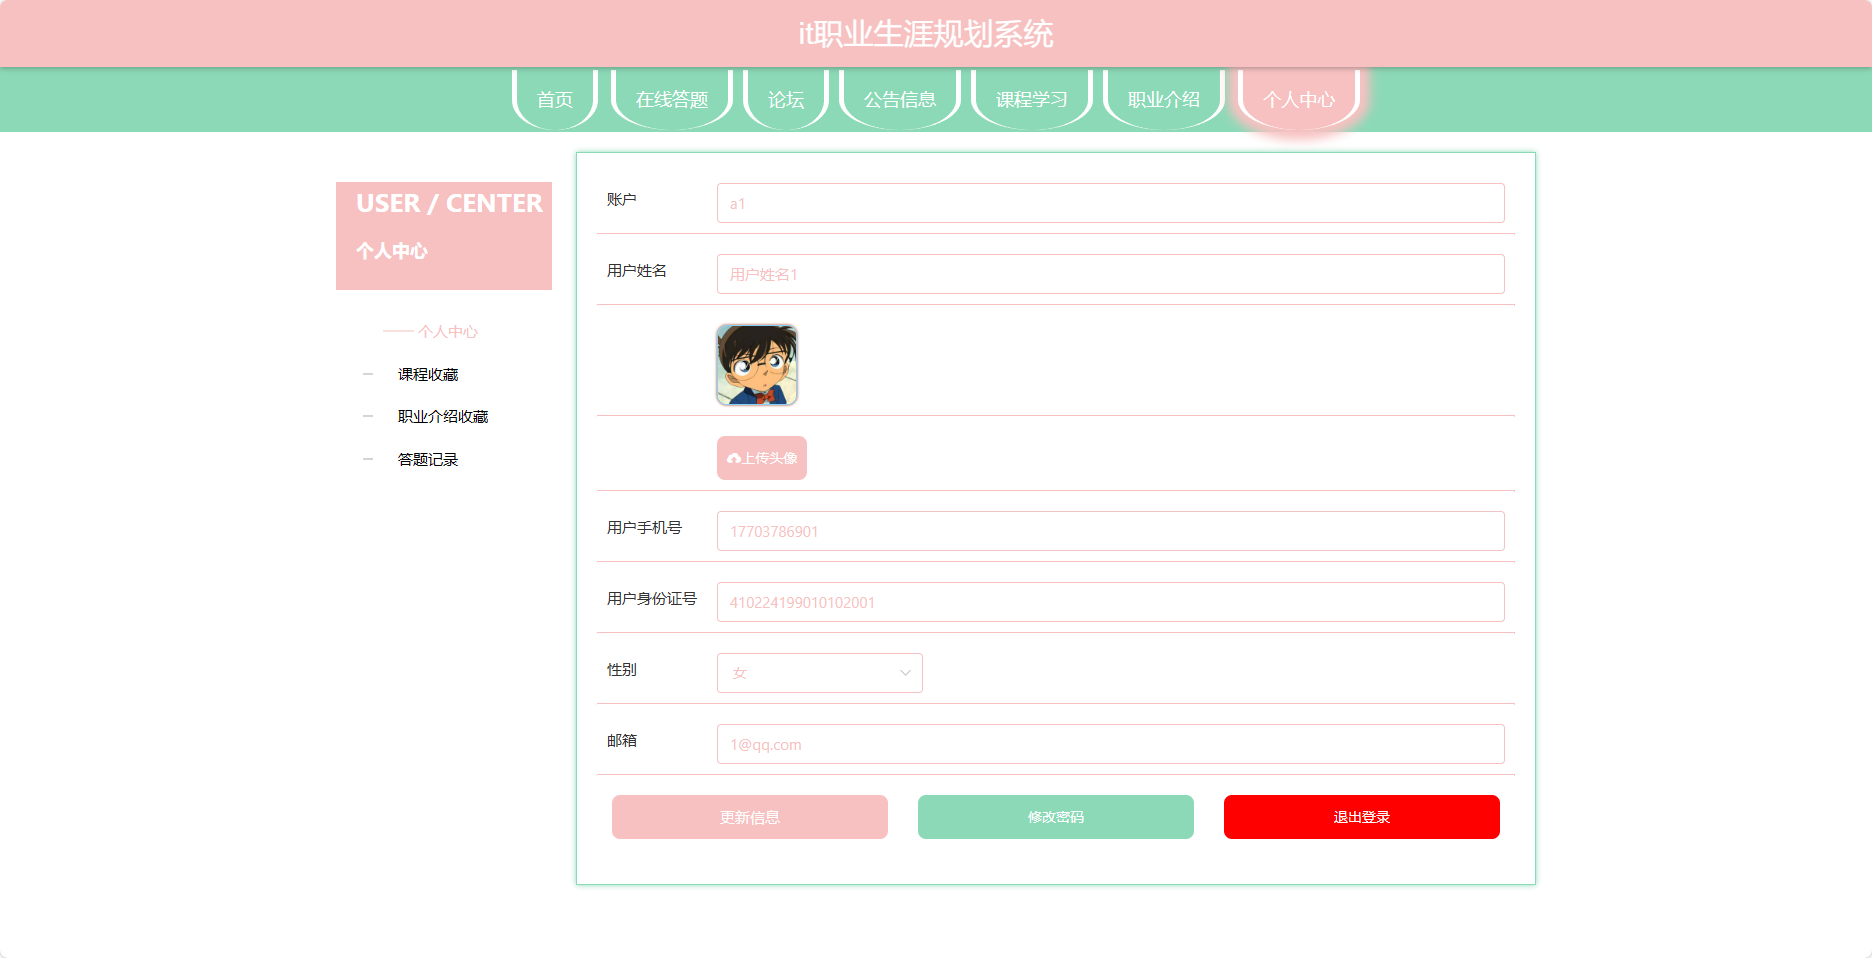 it职业生涯规划系统
首页 在线答题 论坛 公告信息 课程学习 职业介绍 个人中心
USER / CENTER
个人中心
个人中心
课程收藏
职业介绍收藏
答题记录
账户 a1
用户姓名 用户姓名1
上传头像
用户手机号 17703786901
用户身份证号 410224199010102001
性别 女
邮箱 1@qq.com
更新信息 修改密码 退出登录